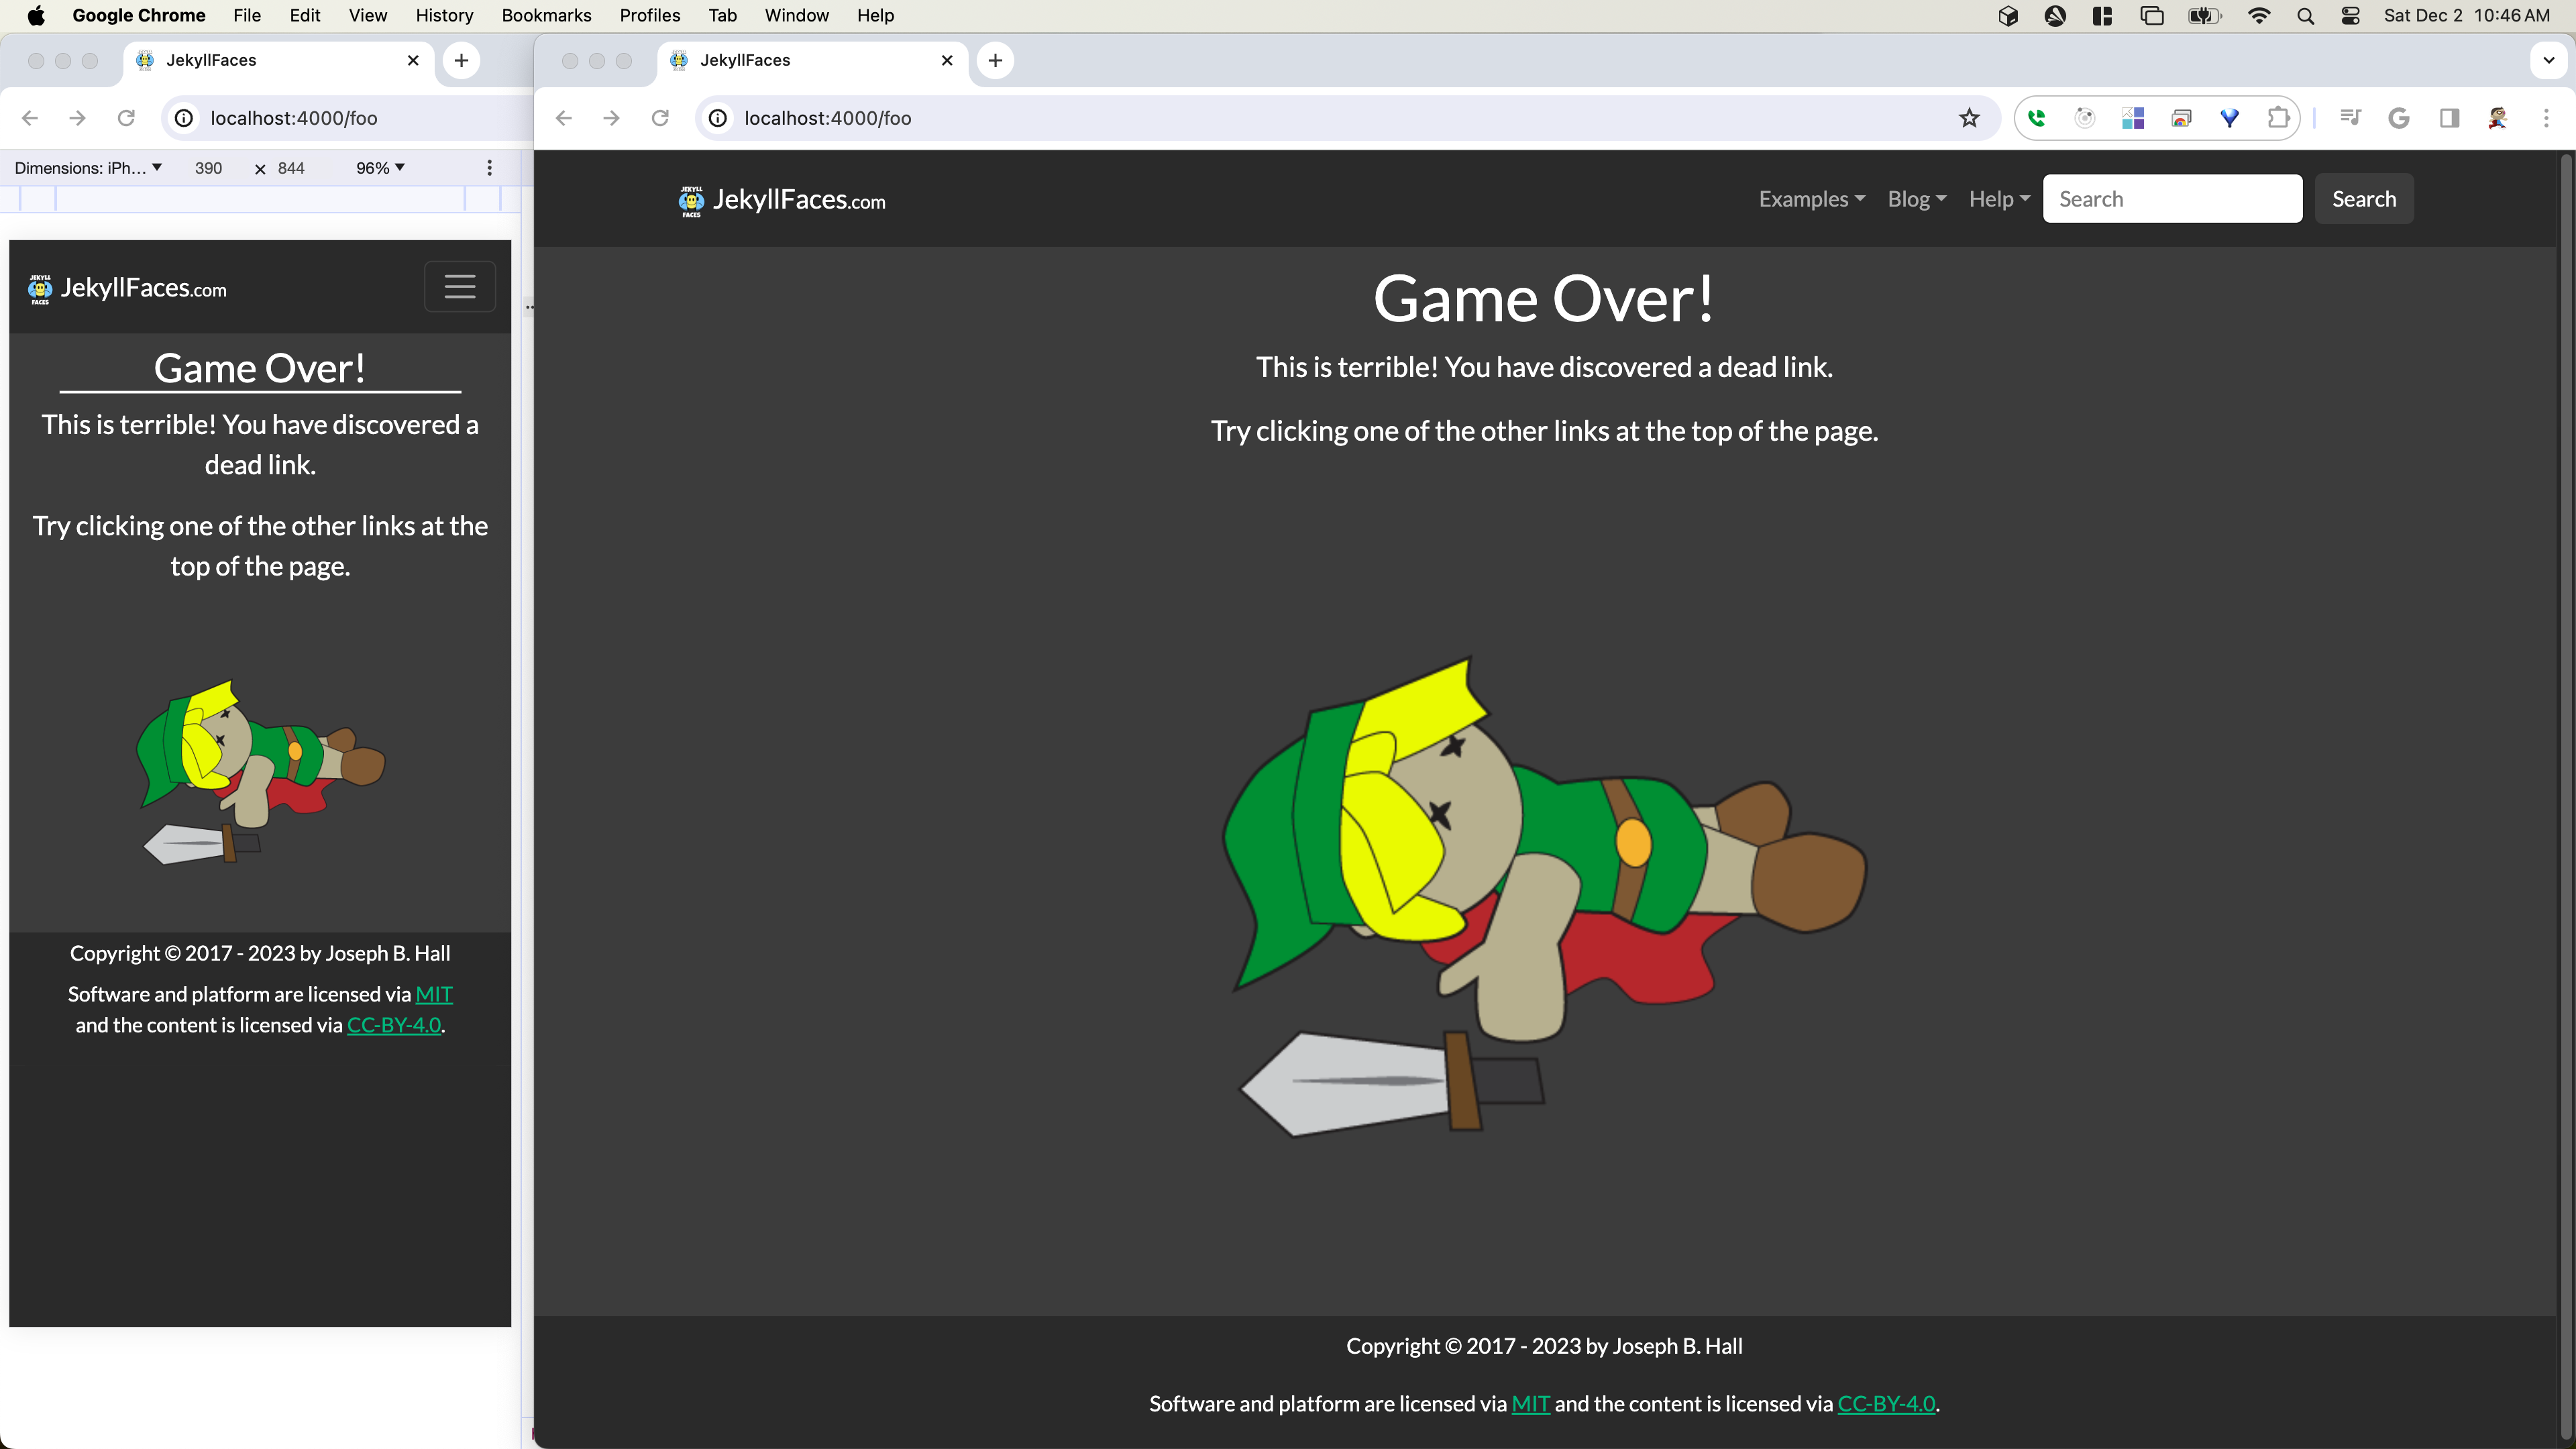 Google Chrome File Edit View History Bookmarks Profiles Tab Window Help Sat Dec 2 10:46 AM
JekyllFaces
localhost:4000/foo
Dimensions: iPh... 390 × 844 96%
JEKYLL FACES JekyllFaces.com
Game Over!
This is terrible! You have discovered a
dead link.
Try clicking one of the other links at the
top of the page.
Copyright © 2017 - 2023 by Joseph B. Hall
Software and platform are licensed via MIT
and the content is licensed via CC-BY-4.0.
JekyllFaces
localhost:4000/foo
JEKYLL FACES JekyllFaces.com Examples Blog Help Search Search
Game Over!
This is terrible! You have discovered a dead link.
Try clicking one of the other links at the top of the page.
Copyright © 2017 - 2023 by Joseph B. Hall
Software and platform are licensed via MIT and the content is licensed via CC-BY-4.0.